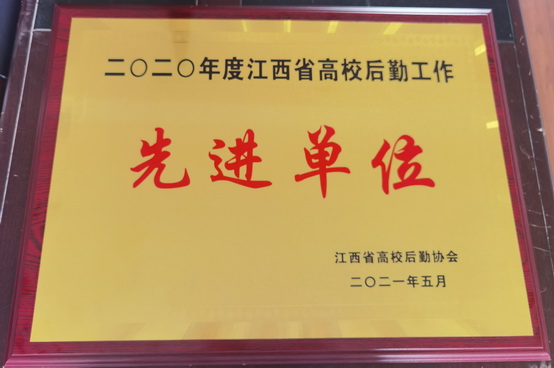 二〇二〇年度江西省高校后勤工作
先进单位
江西省高校后勤协会
二〇二一年五月